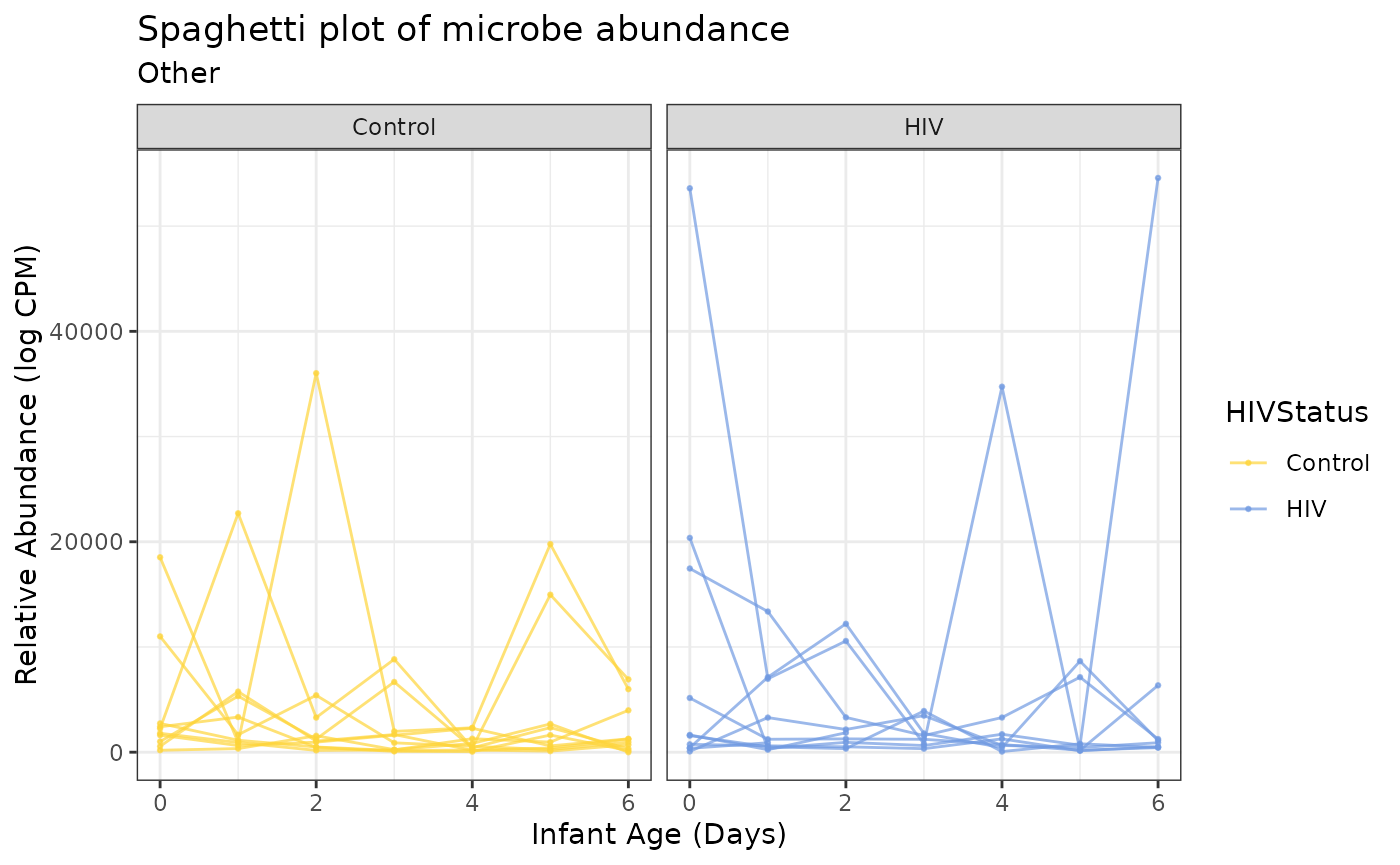 Spaghetti plot of microbe abundance
Other
Control
HIV
Relative Abundance (log CPM)
40000
20000
0
0 2 4 6
0 2 4 6
Infant Age (Days)
HIVStatus
Control
HIV